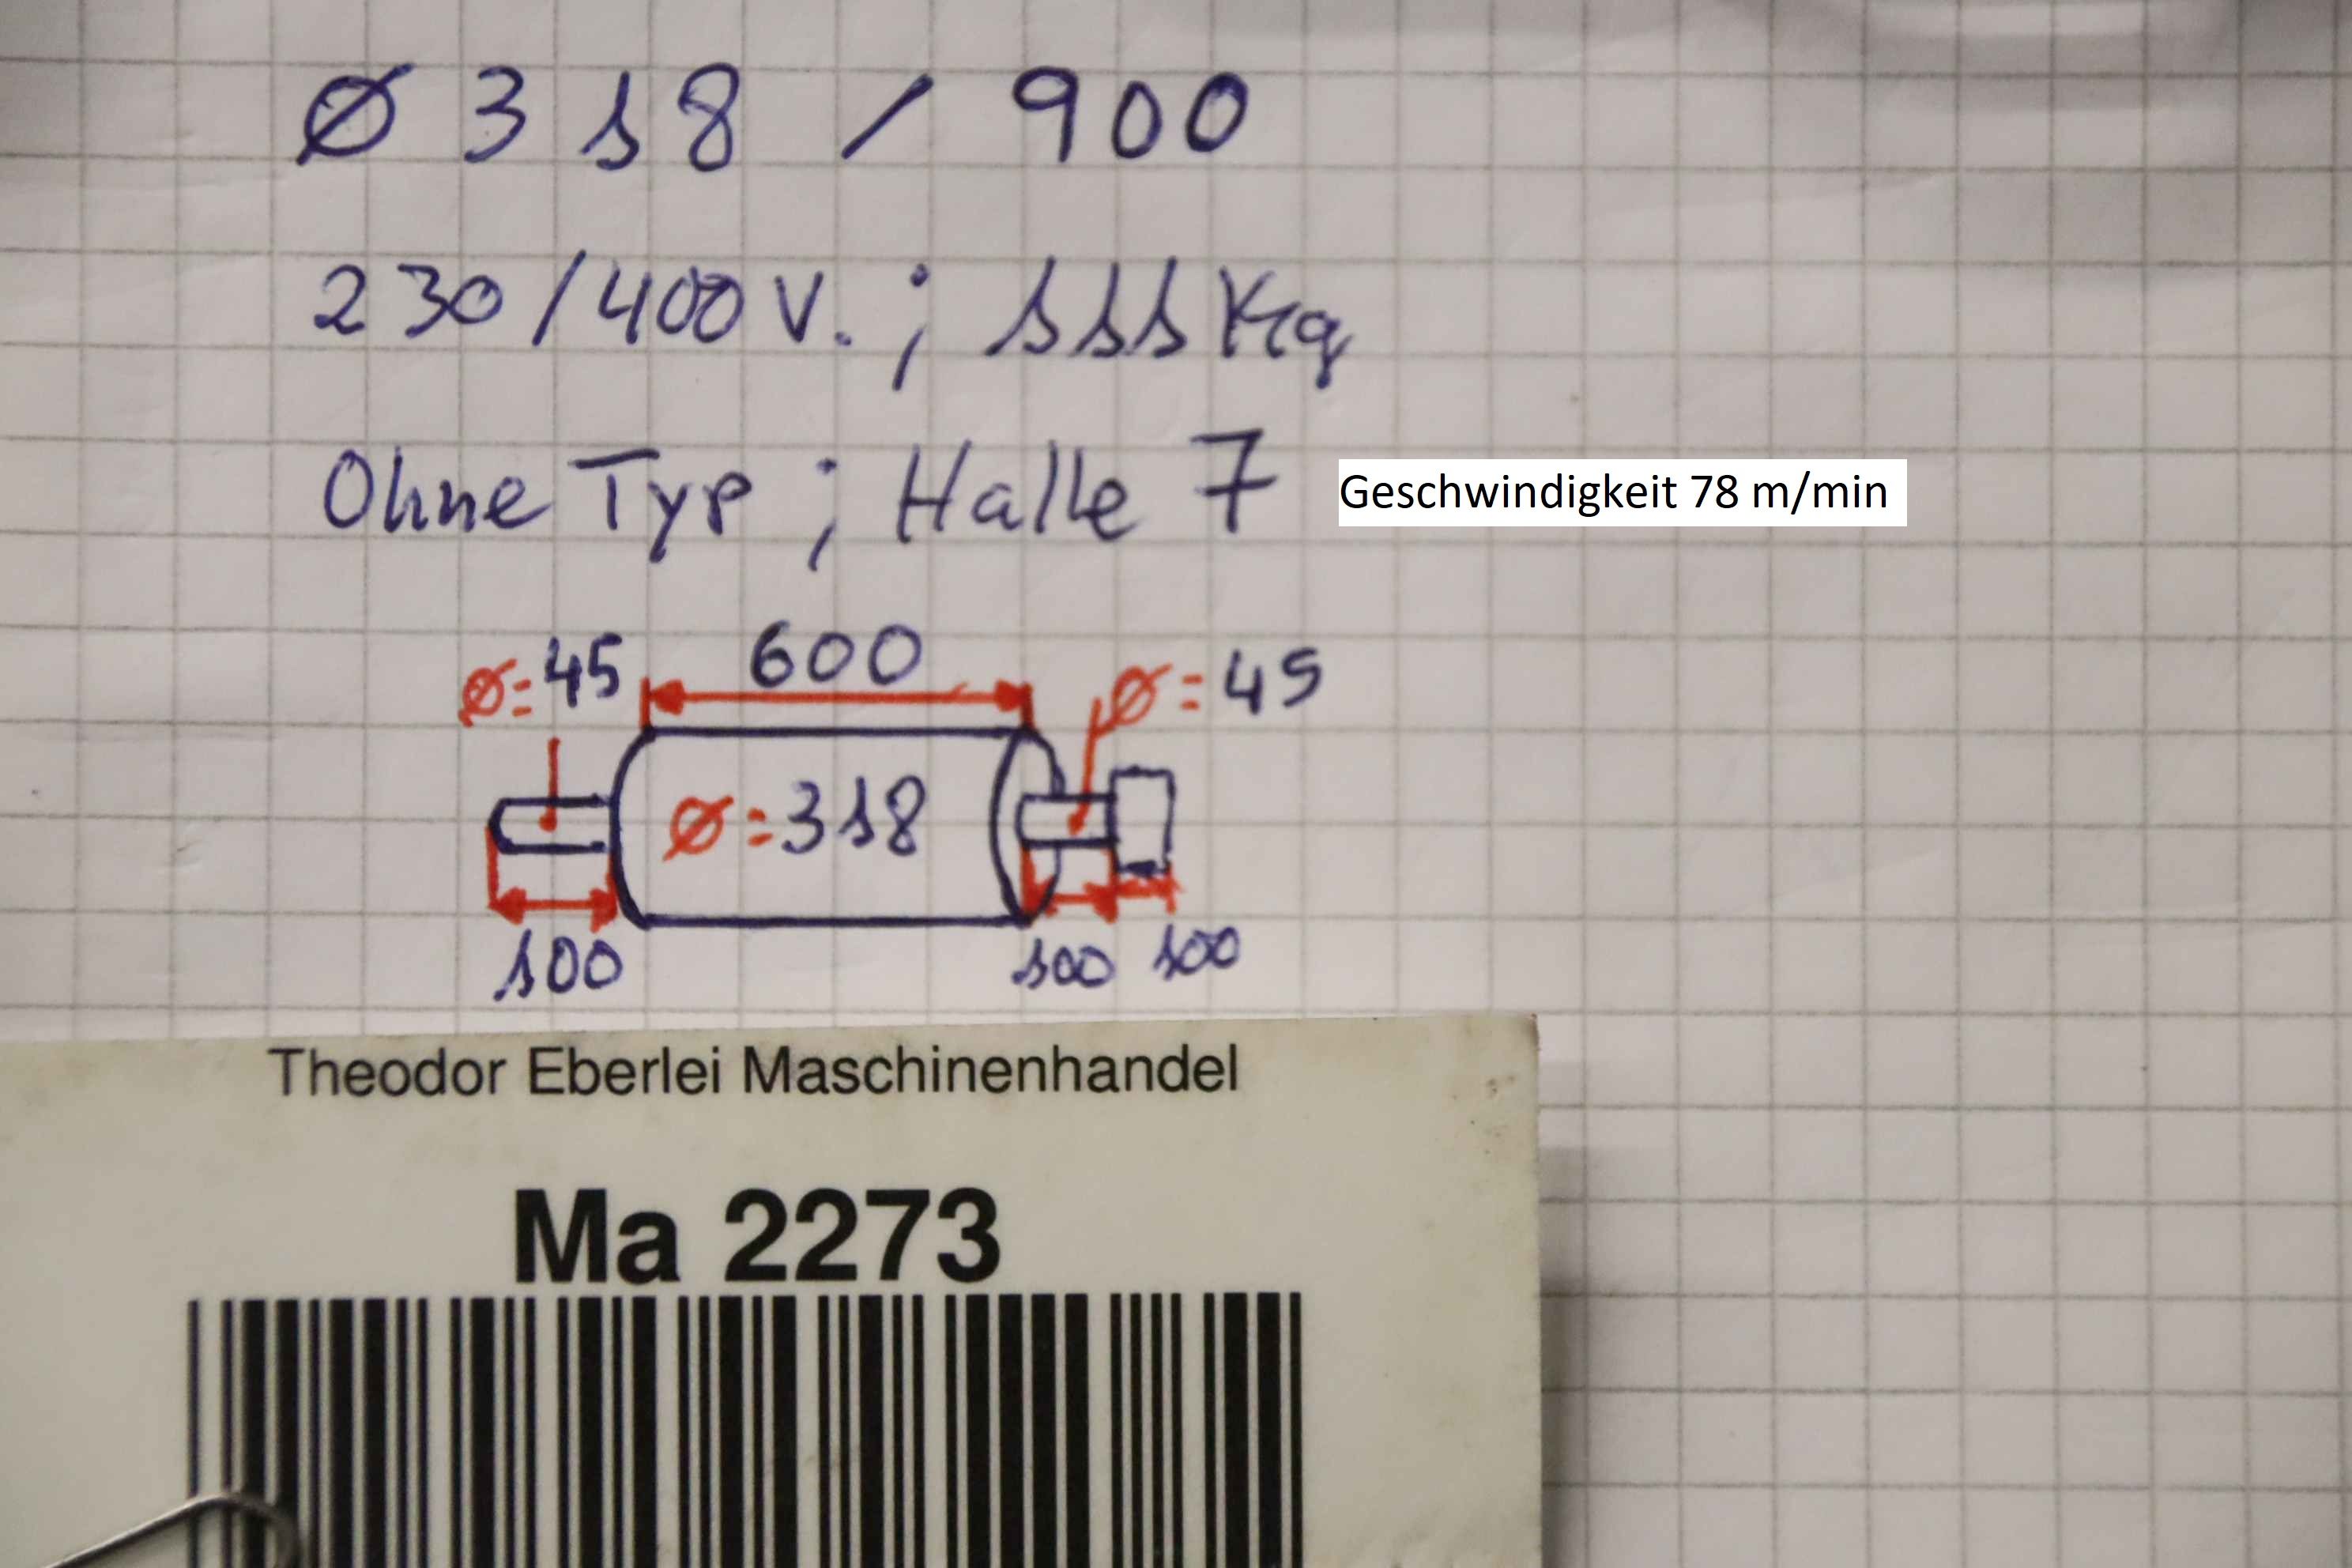 Ø 318 / 900
230/400 V. ; 111 Kg
Ohne Typ ; Halle 7
Geschwindigkeit 78 m/min
Ø=45 600 Ø=45
Ø=318
100 100 100
Theodor Eberlei Maschinenhandel
Ma 2273